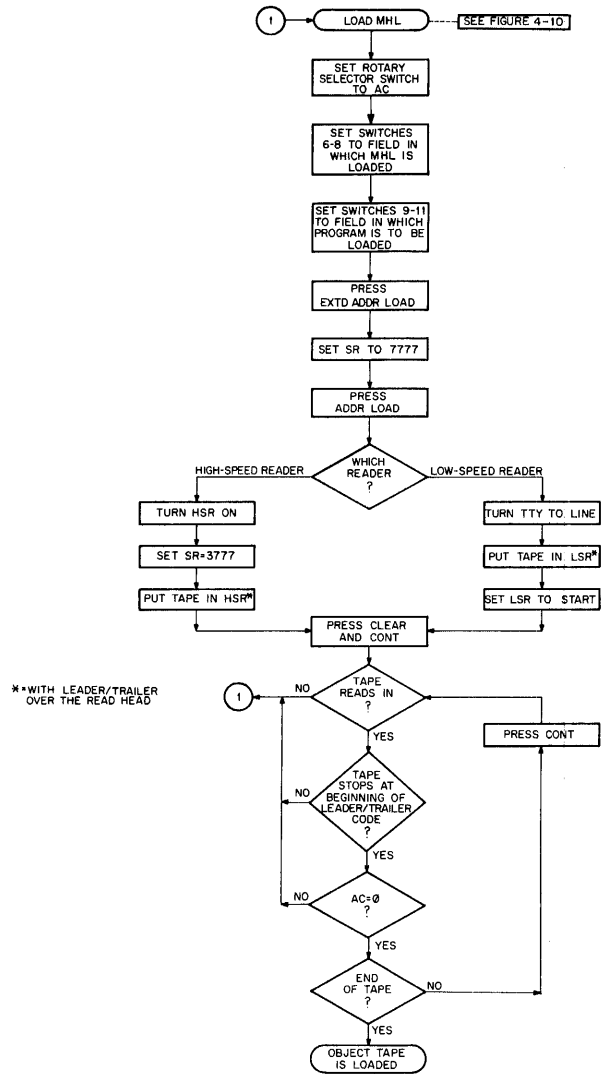 1
LOAD MHL
SEE FIGURE 4-10
SET ROTARY
SELECTOR SWITCH
TO AC
SET SWITCHES
6-8 TO FIELD IN
WHICH MHL IS
LOADED
SET SWITCHES 9-11
TO FIELD IN WHICH
PROGRAM IS TO BE
LOADED
PRESS
EXTD ADDR LOAD
SET SR TO 7777
PRESS
ADDR LOAD
WHICH
READER
?
HIGH-SPEED READER
LOW-SPEED READER
TURN HSR ON
SET SR=3777
PUT TAPE IN HSR*
TURN TTY TO LINE
PUT TAPE IN LSR*
SET LSR TO START
PRESS CLEAR
AND CONT
*=WITH LEADER/TRAILER
OVER THE READ HEAD
1
NO
TAPE
READS IN
?
YES
PRESS CONT
NO
TAPE
STOPS AT
BEGINNING OF
LEADER/TRAILER
CODE
?
YES
NO
AC=Ø
?
YES
END
OF TAPE
?
NO
YES
OBJECT TAPE
IS LOADED